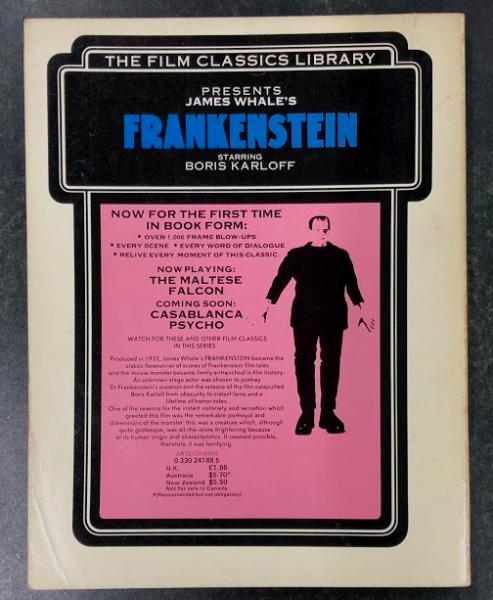 THE FILM CLASSICS LIBRARY
PRESENTS
JAMES WHALE'S
FRANKENSTEIN
STARRING
BORIS KARLOFF
NOW FOR THE FIRST TIME
IN BOOK FORM:
• OVER 1,000 FRAME BLOW-UPS
• EVERY SCENE • EVERY WORD OF DIALOGUE
• RELIVE EVERY MOMENT OF THIS CLASSIC.
NOW PLAYING:
THE MALTESE
FALCON
COMING SOON:
CASABLANCA
PSYCHO
WATCH FOR THESE AND OTHER FILM CLASSICS
IN THIS SERIES
Produced in 1932, James Whale's FRANKENSTEIN became the
classic forerunner of scores of Frankenstein film tales
and the movie monster became firmly entrenched in film history.
An unknown stage actor was chosen to portray
Dr Frankenstein's creation and the release of the film catapulted
Boris Karloff from obscurity to instant fame and a
lifetime of horror roles.
One of the reasons for the instant notoriety and sensation which
greeted this film was the remarkable portrayal and
dimensions of the monster: this was a creature which, although
quite grotesque, was all-the-more frightening because
of its human origin and characteristics. It seemed possible,
therefore it was terrifying.
ARTS/CINEMA
0 330 24188 5
U.K. £1.95
Australia $5.70*
New Zealand $5.50
Not for sale in Canada
*(Recommended but not obligatory)